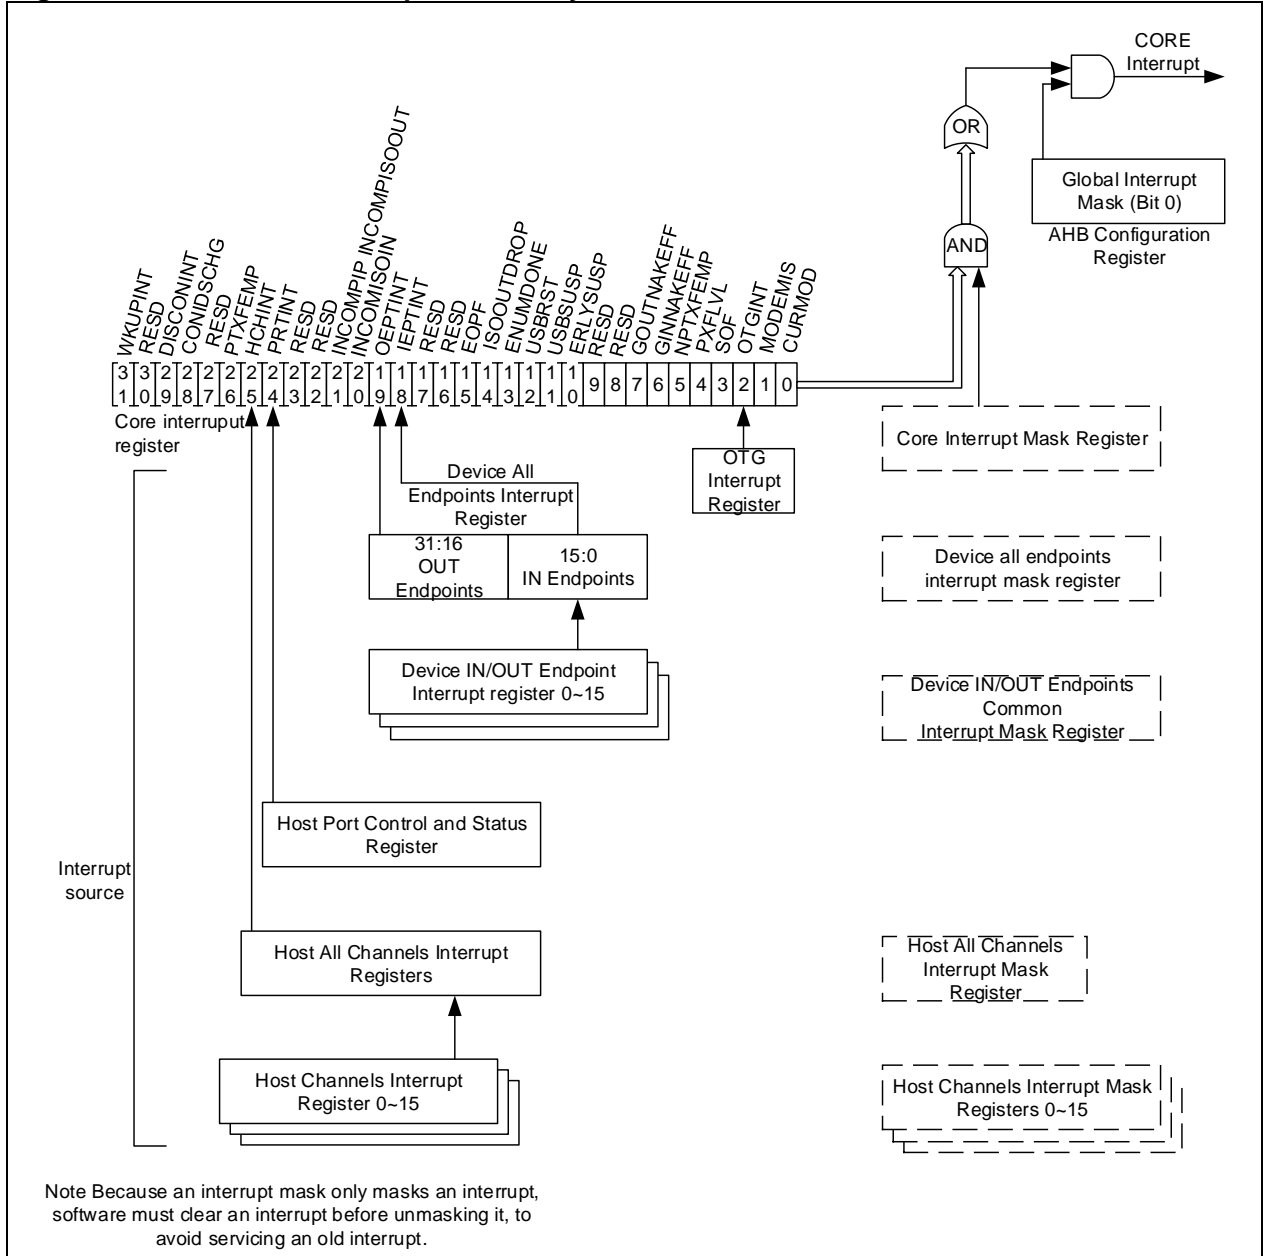 CORE
Interrupt
OR
Global Interrupt
Mask (Bit 0)
AHB Configuration
Register
AND
WKUPINT
RESD
DISCONINT
CONIDSCHG
RESD
PTXFEMP
HCHINT
PRTINT
RESD
RESD
INCOMPIP INCOMPISOOUT
INCOMISOIN
OEPTINT
IEPTINT
RESD
RESD
EOPF
ISOOUTDROP
ENUMDONE
USBRST
USBSUSP
ERLYSUSP
RESD
RESD
GOUTNAKEFF
GINNAKEFF
NPTXFEMP
PXFLVL
SOF
OTGINT
MODEMIS
CURMOD
31 30 29 28 27 26 25 24 23 22 21 20 19 18 17 16 15 14 13 12 11 10 9 8 7 6 5 4 3 2 1 0
Core interruput
register
Core Interrupt Mask Register
OTG
Interrupt
Register
Device All
Endpoints Interrupt
Register
31:16
OUT
Endpoints
15:0
IN Endpoints
Device all endpoints
interrupt mask register
Device IN/OUT Endpoint
Interrupt register 0~15
Device IN/OUT Endpoints
Common
Interrupt Mask Register
Host Port Control and Status
Register
Interrupt
source
Host All Channels Interrupt
Registers
Host All Channels
Interrupt Mask
Register
Host Channels Interrupt
Register 0~15
Host Channels Interrupt Mask
Registers 0~15
Note Because an interrupt mask only masks an interrupt,
software must clear an interrupt before unmasking it, to
avoid servicing an old interrupt.